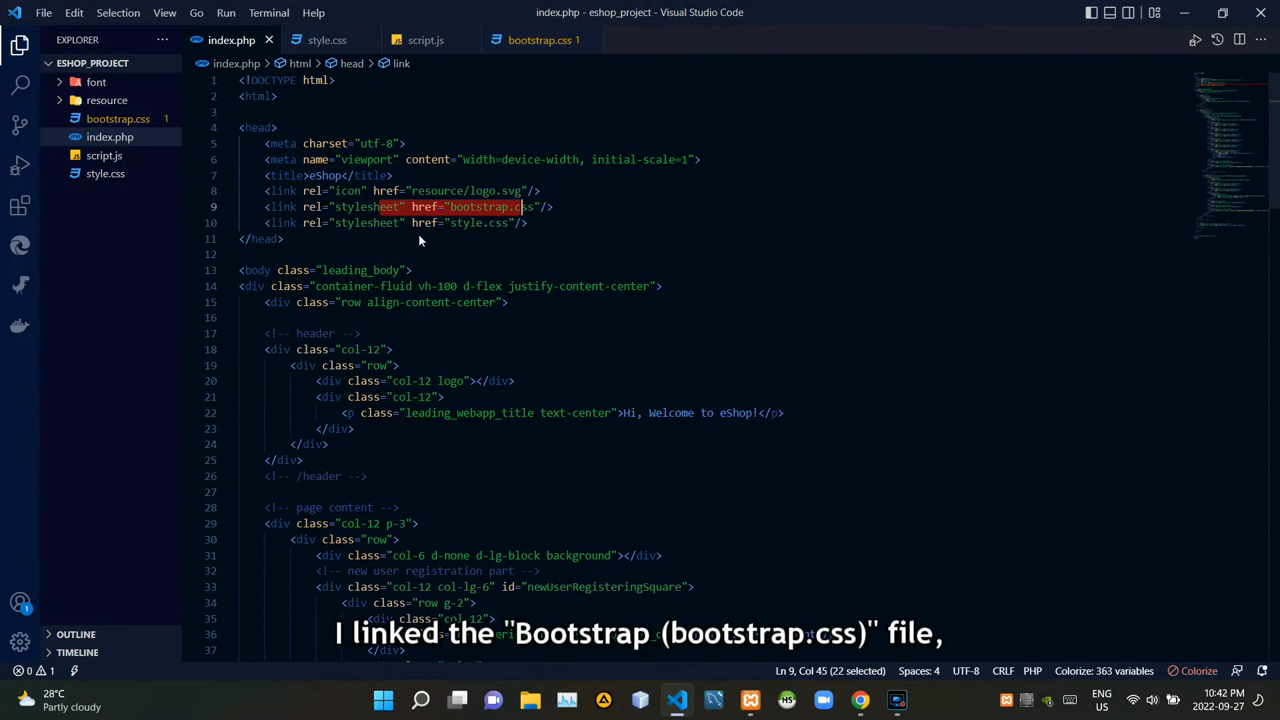 File Edit Selection View Go Run Terminal Help
index.php - eshop_project - Visual Studio Code
EXPLORER
index.php
style.css
script.js
bootstrap.css 1
ESHOP_PROJECT
index.php > html > head > link
font
resource
bootstrap.css 1
index.php
script.js
style.css
1 <!DOCTYPE html>
2 <html>
3
4 <head>
5 <meta charset="utf-8">
6 <meta name="viewport" content="width=device-width, initial-scale=1">
7 <title>eShop</title>
8 <link rel="icon" href="resource/logo.svg"/>
9 <link rel="stylesheet" href="bootstrap.css"/>
10 <link rel="stylesheet" href="style.css"/>
11 </head>
12
13 <body class="leading_body">
14 <div class="container-fluid vh-100 d-flex justify-content-center">
15 <div class="row align-content-center">
16
17 <!-- header -->
18 <div class="col-12">
19 <div class="row">
20 <div class="col-12 logo"></div>
21 <div class="col-12">
22 <p class="leading_webapp_title text-center">Hi, Welcome to eShop!</p>
23 </div>
24 </div>
25 </div>
26 <!-- /header -->
27
28 <!-- page content -->
29 <div class="col-12 p-3">
30 <div class="row">
31 <div class="col-6 d-none d-lg-block background"></div>
32 <!-- new user registration part -->
33 <div class="col-12 col-lg-6" id="newUserRegisteringSquare">
34 <div class="row g-2">
35 <div class="col-12">
36
37 </div>
I linked the "Bootstrap (bootstrap.css)" file,
OUTLINE
TIMELINE
0 1
Ln 9, Col 45 (22 selected) Spaces: 4 UTF-8 CRLF PHP Colorize: 363 variables Colorize
28°C
Partly cloudy
HS
ENG
US
10:42 PM
2022-09-27